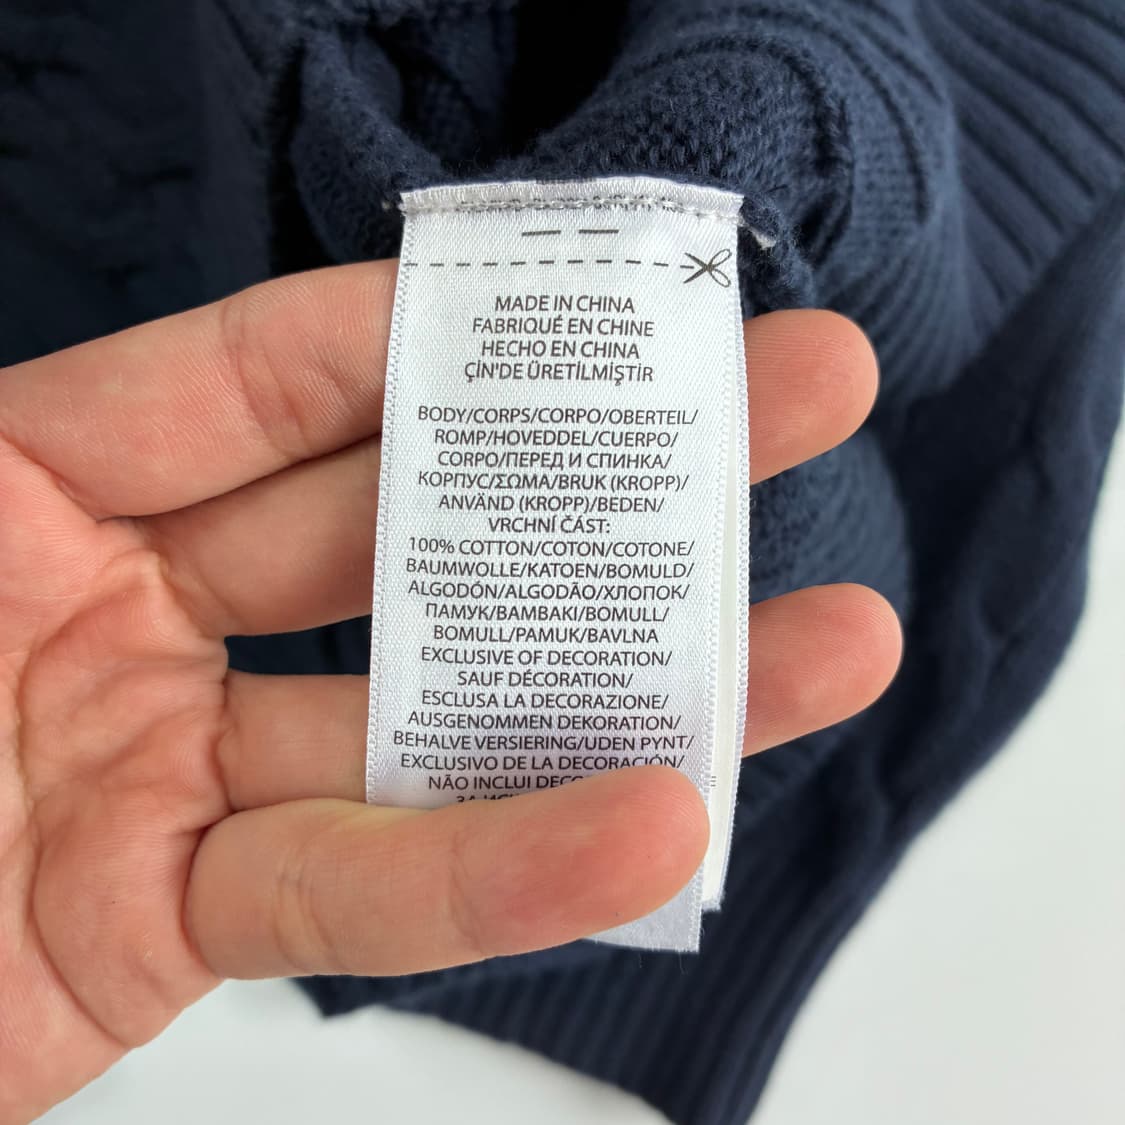 MADE IN CHINA
FABRIQUÉ EN CHINE
HECHO EN CHINA
ÇİN'DE ÜRETİLMİŞTİR
BODY/CORPS/CORPO/OBERTEIL/
ROMP/HOVEDDEL/CUERPO/
CORPO/ПЕРЕД И СПИНКА/
КОРПУС/ΣΩΜΑ/BRUK (KROPP)/
ANVÄND (KROPP)/BEDEN/
VRCHNÍ ČÁST:
100% COTTON/COTON/COTONE/
BAUMWOLLE/KATOEN/BOMULD/
ALGODÓN/ALGODÃO/ХЛОПОК/
ПАМУК/ΒΑΜΒΑΚΙ/BOMULL/
BOMULL/PAMUK/BAVLNA
EXCLUSIVE OF DECORATION/
SAUF DÉCORATION/
ESCLUSA LA DECORAZIONE/
AUSGENOMMEN DEKORATION/
BEHALVE VERSIERING/UDEN PYNT/
EXCLUSIVO DE LA DECORACIÓN/
NÃO INCLUI